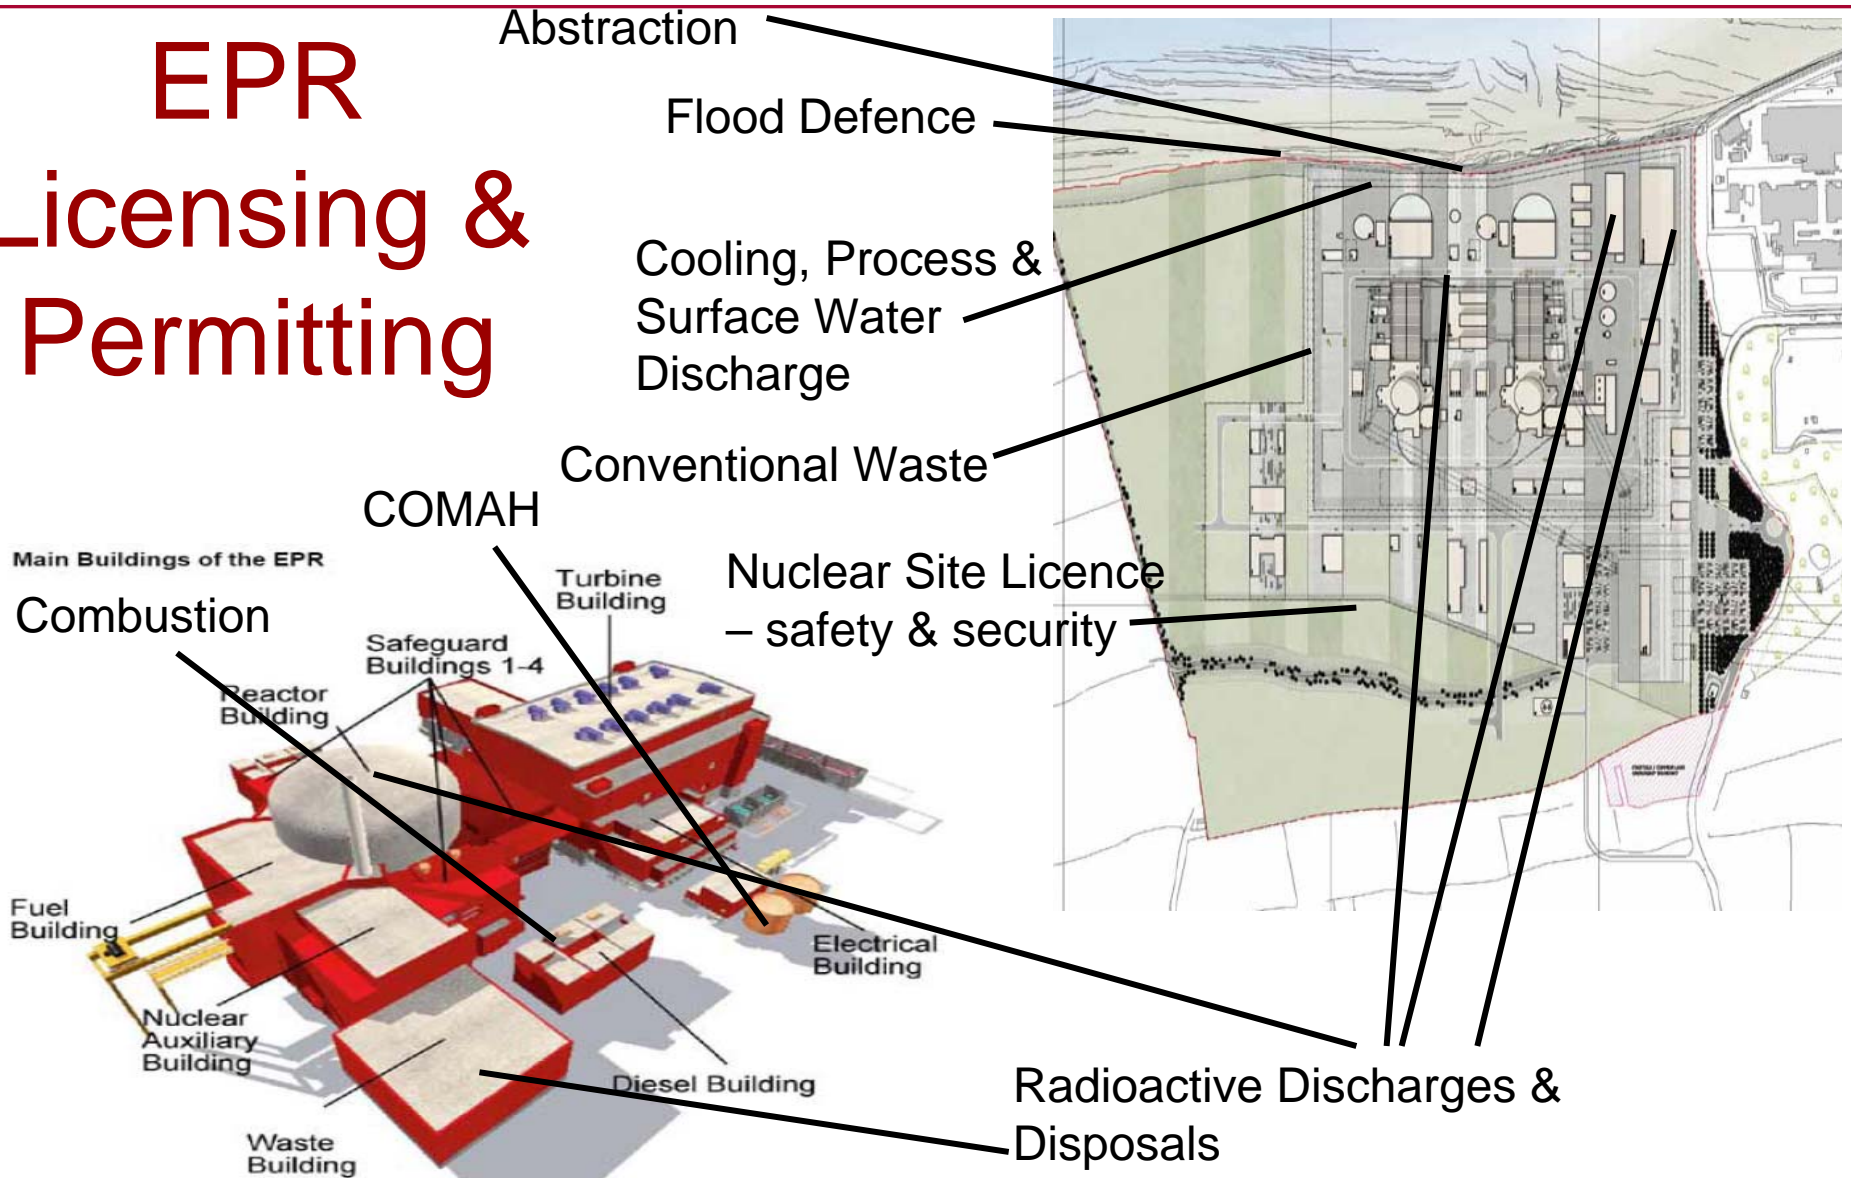 EPR
Licensing &
Permitting
Abstraction
Flood Defence
Cooling, Process &
Surface Water
Discharge
Conventional Waste
COMAH
Nuclear Site Licence
– safety & security
Main Buildings of the EPR
Combustion
Turbine
Building
Safeguard
Buildings 1-4
Reactor
Building
Fuel
Building
Electrical
Building
Nuclear
Auxiliary
Building
Diesel Building
Waste
Building
Radioactive Discharges &
Disposals